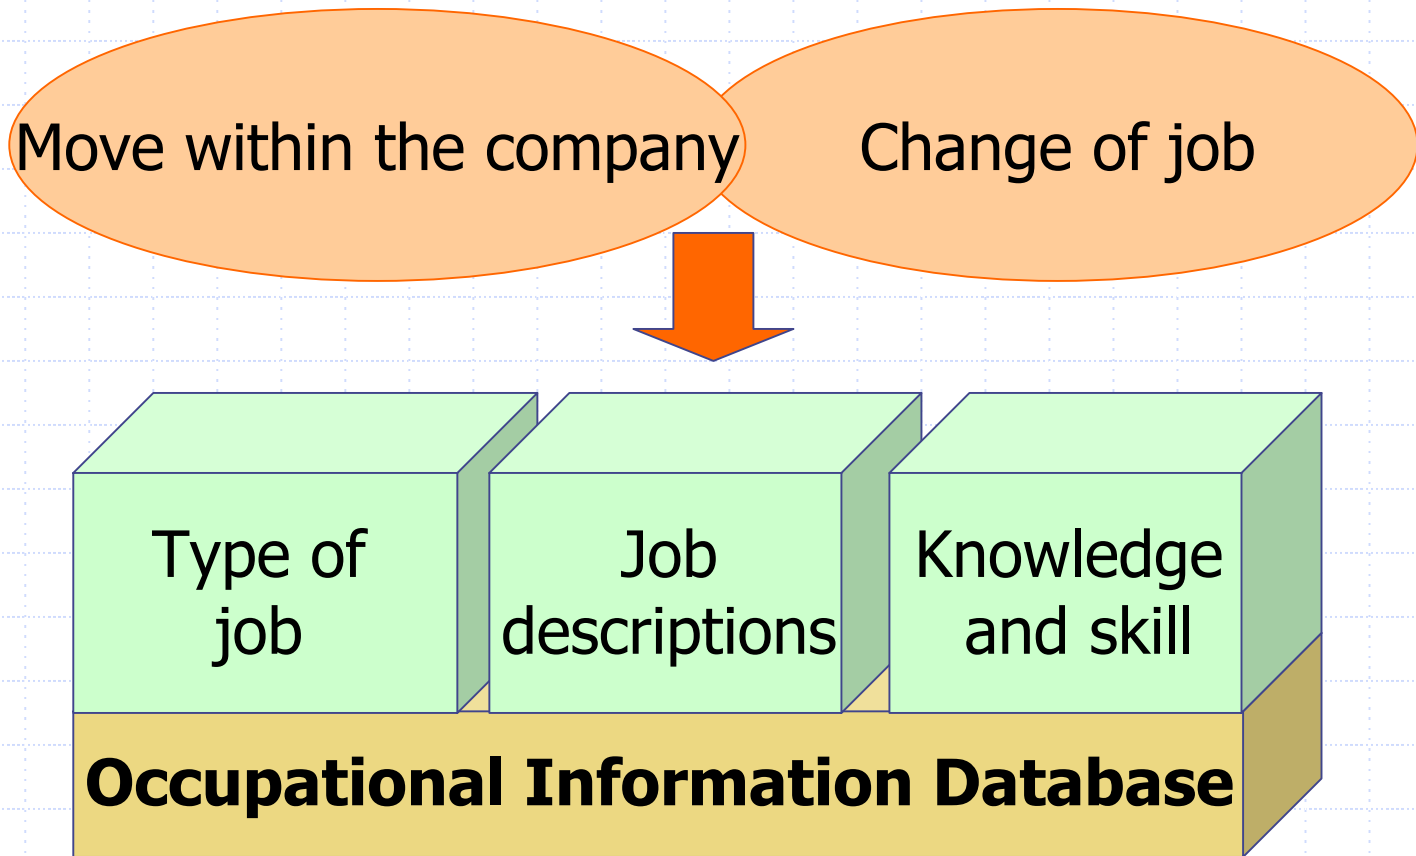 Move within the company
Change of job
Type of
job
Job
descriptions
Knowledge
and skill
Occupational Information Database